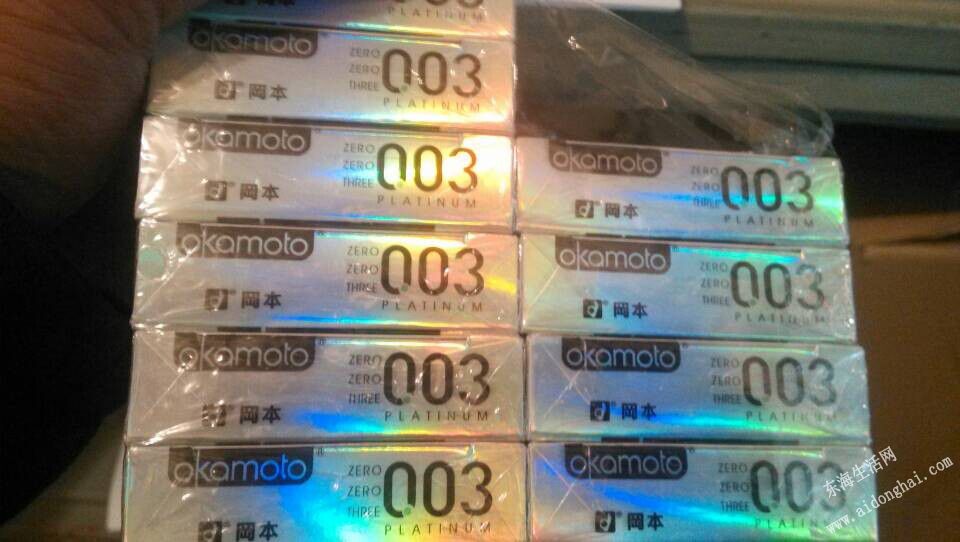 003
PLATINUM
okamoto
ZERO
ZERO
THREE
003
岡本
PLATINUM
okamoto
ZERO
ZERO
THREE
003
岡本
PLATINUM
okamoto
ZERO
ZERO
THREE
003
岡本
PLATINUM
okamoto
ZERO
ZERO
THREE
003
岡本
PLATINUM
okamoto
ZERO
ZERO
THREE
003
岡本
PLATINUM
okamoto
ZERO
ZERO
THREE
003
岡本
PLATINUM
okamoto
ZERO
ZERO
THREE
003
岡本
PLATINUM
okamoto
ZERO
ZERO
THREE
003
岡本
PLATINUM
okamoto
ZERO
ZERO
THREE
003
岡本
PLATINUM
东海生活网
www.aidonghai.com